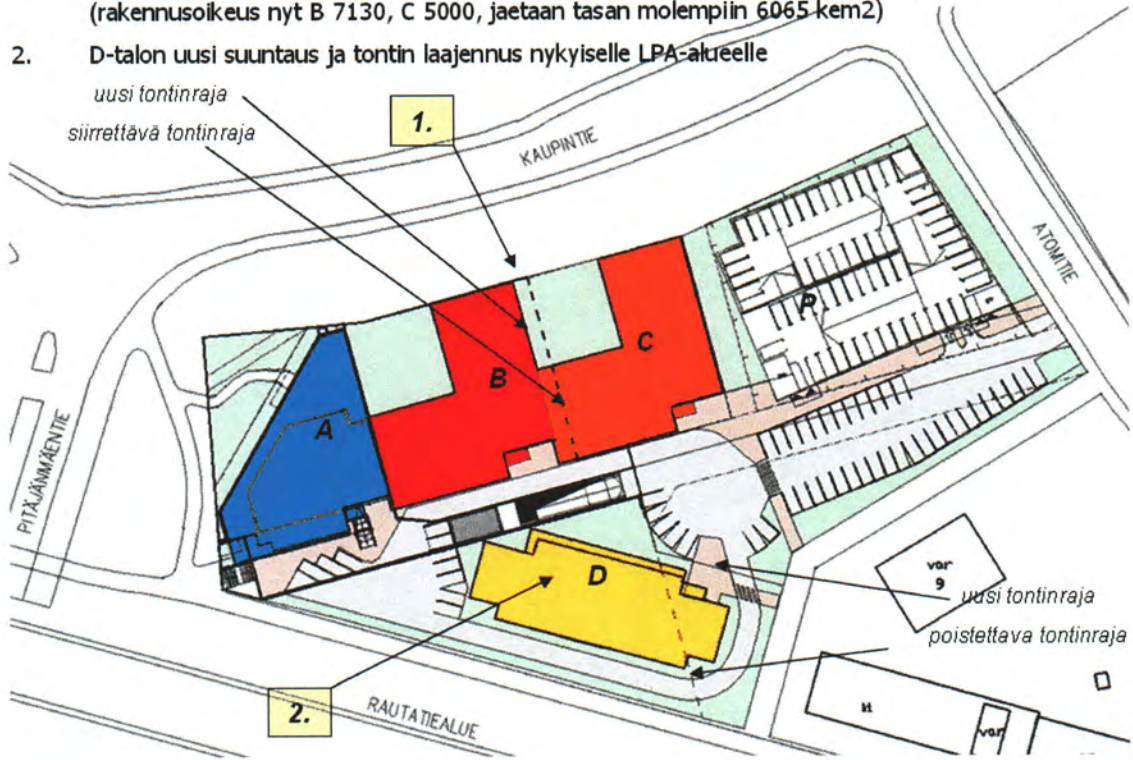 (rakennusoikeus nyt B 7130, C 5000, jaetaan tasan molempiin 6065 kem2)
2. D-talon uusi suuntaus ja tontin laajennus nykyiselle LPA-alueelle
uusi tontinraja
siirrettävä tontinraja
1.
KAUPINTIE
ATOMITIE
P
C
B
A
PITÄJÄNMÄENTIE
D
var
9
uusi tontinraja
poistettava tontinraja
2.
RAUTATIEALUE
var